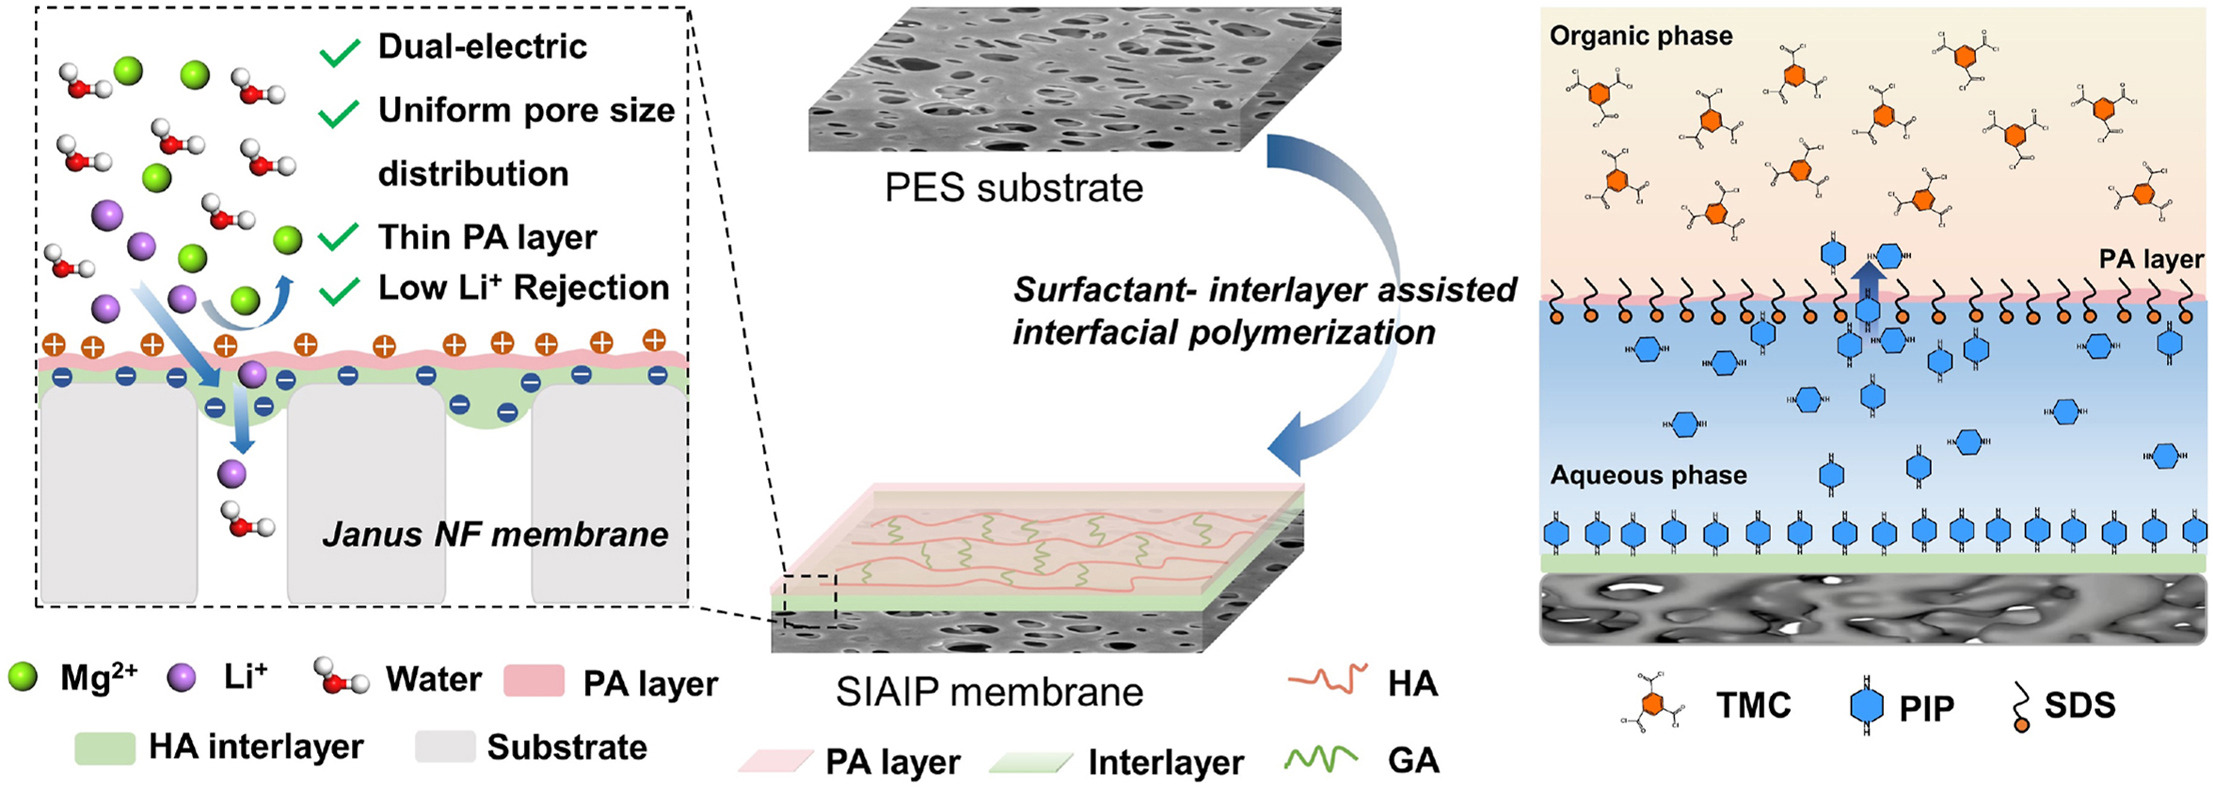 Dual-electric
Uniform pore size
distribution
Thin PA layer
Low Li⁺ Rejection
Janus NF membrane
Mg²⁺
Li⁺
Water
PA layer
HA interlayer
Substrate
PES substrate
Surfactant- interlayer assisted
interfacial polymerization
SIAIP membrane
HA
PA layer
Interlayer
GA
Organic phase
PA layer
Aqueous phase
TMC
PIP
SDS